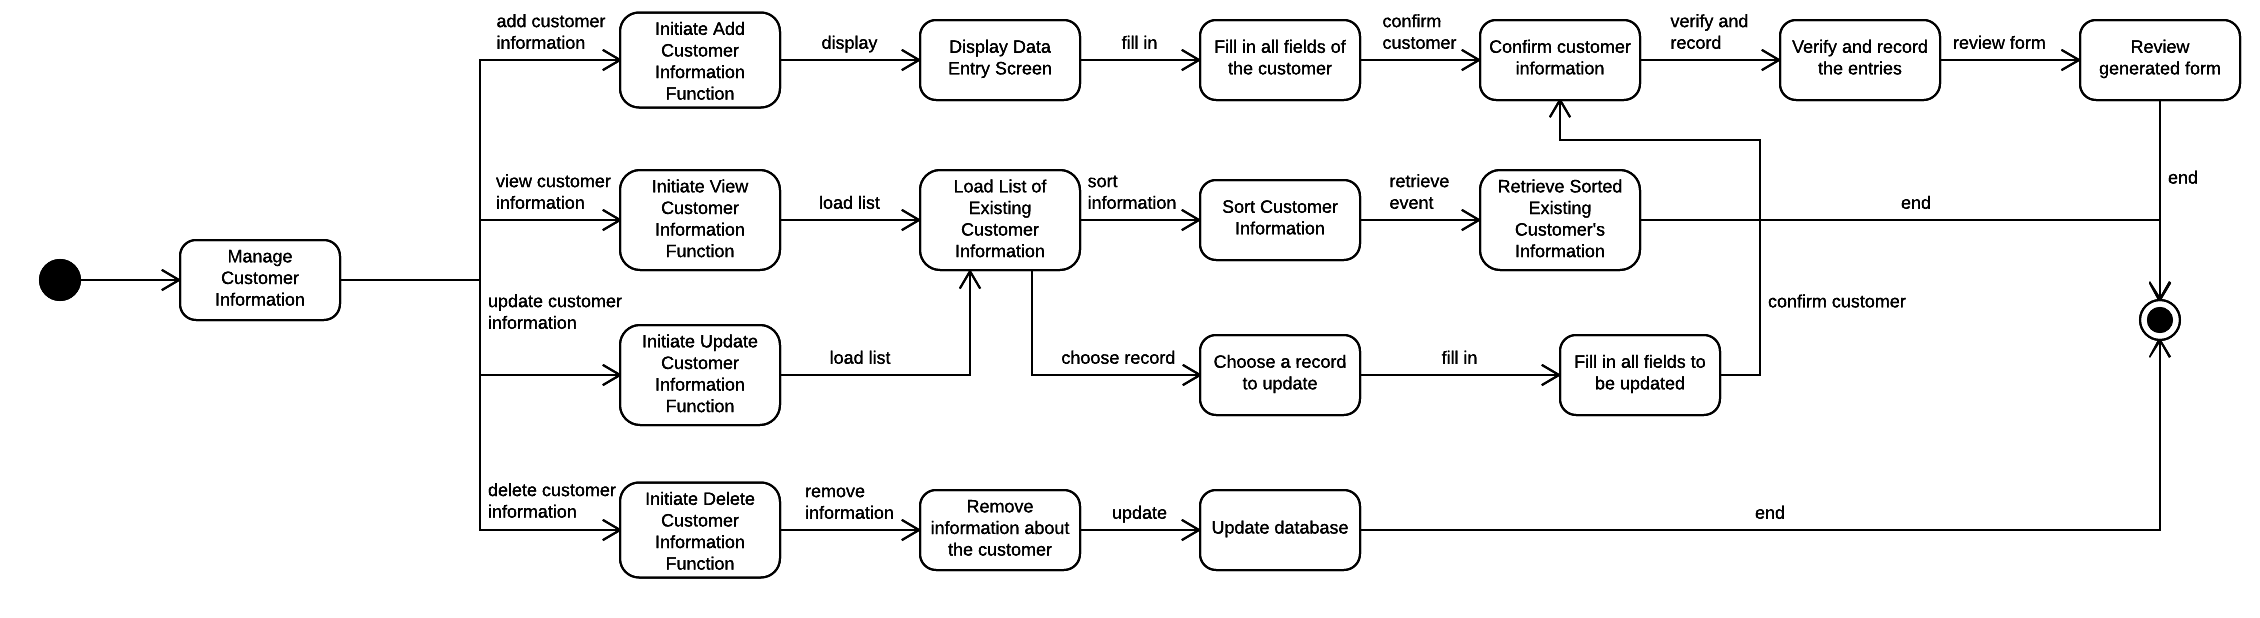 add customer
information
Initiate Add
Customer
Information
Function
display
Display Data
Entry Screen
fill in
Fill in all fields of
the customer
confirm
customer
Confirm customer
information
verify and
record
Verify and record
the entries
review form
Review
generated form
view customer
information
Initiate View
Customer
Information
Function
load list
Load List of
Existing
Customer
Information
sort
information
Sort Customer
Information
retrieve
event
Retrieve Sorted
Existing
Customer's
Information
end
end
Manage
Customer
Information
update customer
information
Initiate Update
Customer
Information
Function
load list
choose record
Choose a record
to update
fill in
Fill in all fields to
be updated
confirm customer
delete customer
information
Initiate Delete
Customer
Information
Function
remove
information
Remove
information about
the customer
update
Update database
end